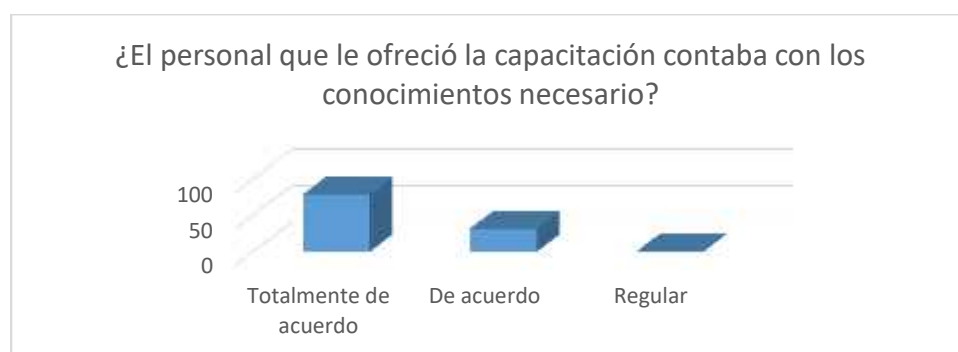 ¿El personal que le ofreció la capacitación contaba con los
conocimientos necesario?
100
50
0
Totalmente de
acuerdo
De acuerdo
Regular